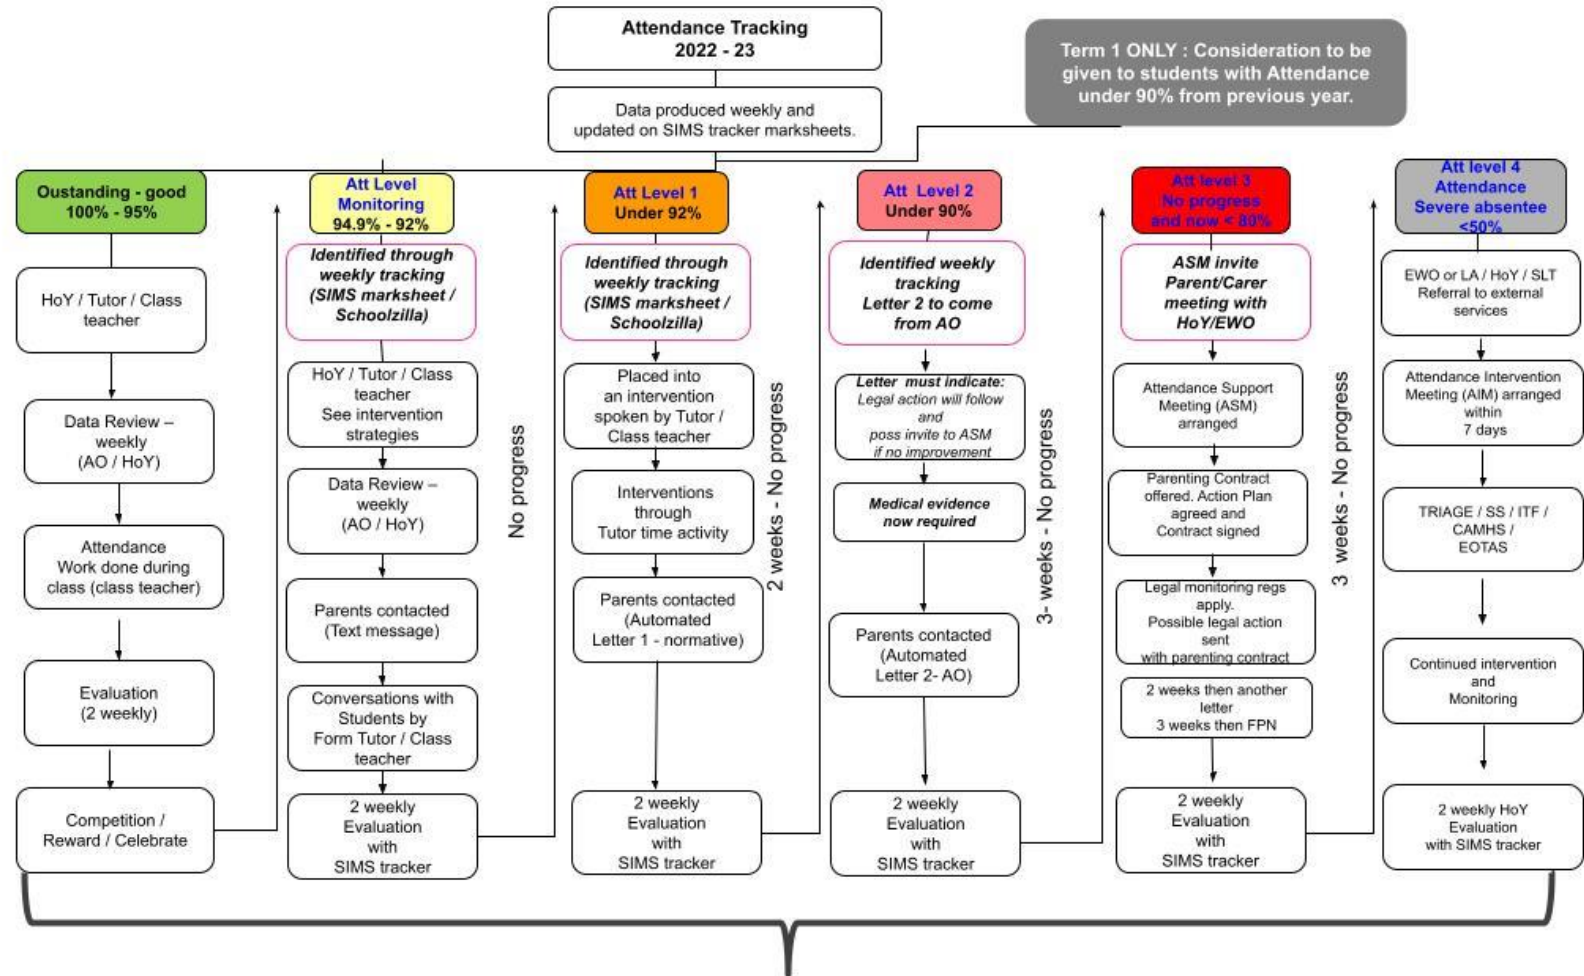 Attendance Tracking
2022 - 23
Term 1 ONLY : Consideration to be
given to students with Attendance
under 90% from previous year.
Data produced weekly and
updated on SIMS tracker marksheets.
Oustanding - good
100% - 95%
HoY / Tutor / Class
teacher
Data Review –
weekly
(AO / HoY)
Attendance
Work done during
class (class teacher)
Evaluation
(2 weekly)
Competition /
Reward / Celebrate
Att Level
Monitoring
94.9% - 92%
Identified through
weekly tracking
(SIMS marksheet /
Schoolzilla)
HoY / Tutor / Class
teacher
See intervention
strategies
Data Review –
weekly
(AO / HoY)
Parents contacted
(Text message)
Conversations with
Students by
Form Tutor / Class
teacher
2 weekly
Evaluation
with
SIMS tracker
No progress
Att Level 1
Under 92%
Identified through
weekly tracking
(SIMS marksheet /
Schoolzilla)
Placed into
an intervention
spoken by Tutor /
Class teacher
Interventions
through
Tutor time activity
Parents contacted
(Automated
Letter 1 - normative)
2 weekly
Evaluation
with
SIMS tracker
2 weeks - No progress
Att Level 2
Under 90%
Identified weekly
tracking
Letter 2 to come
from AO
Letter must indicate:
Legal action will follow
and
poss invite to ASM
if no improvement
Medical evidence
now required
Parents contacted
(Automated
Letter 2- AO)
2 weekly
Evaluation
with
SIMS tracker
3- weeks - No progress
Att level 3
No progress
and now < 80%
ASM invite
Parent/Carer
meeting with
HoY/EWO
Attendance Support
Meeting (ASM)
arranged
Parenting Contract
offered. Action Plan
agreed and
Contract signed
Legal monitoring regs
apply.
Possible legal action
sent
with parenting contract
2 weeks then another
letter
3 weeks then FPN
2 weekly
Evaluation
with
SIMS tracker
3 weeks - No progress
Att level 4
Attendance
Severe absentee
<50%
EWO or LA / HoY / SLT
Referral to external
services
Attendance Intervention
Meeting (AIM) arranged
within
7 days
TRIAGE / SS / ITF /
CAMHS /
EOTAS
Continued intervention
and
Monitoring
2 weekly HoY
Evaluation
with SIMS tracker